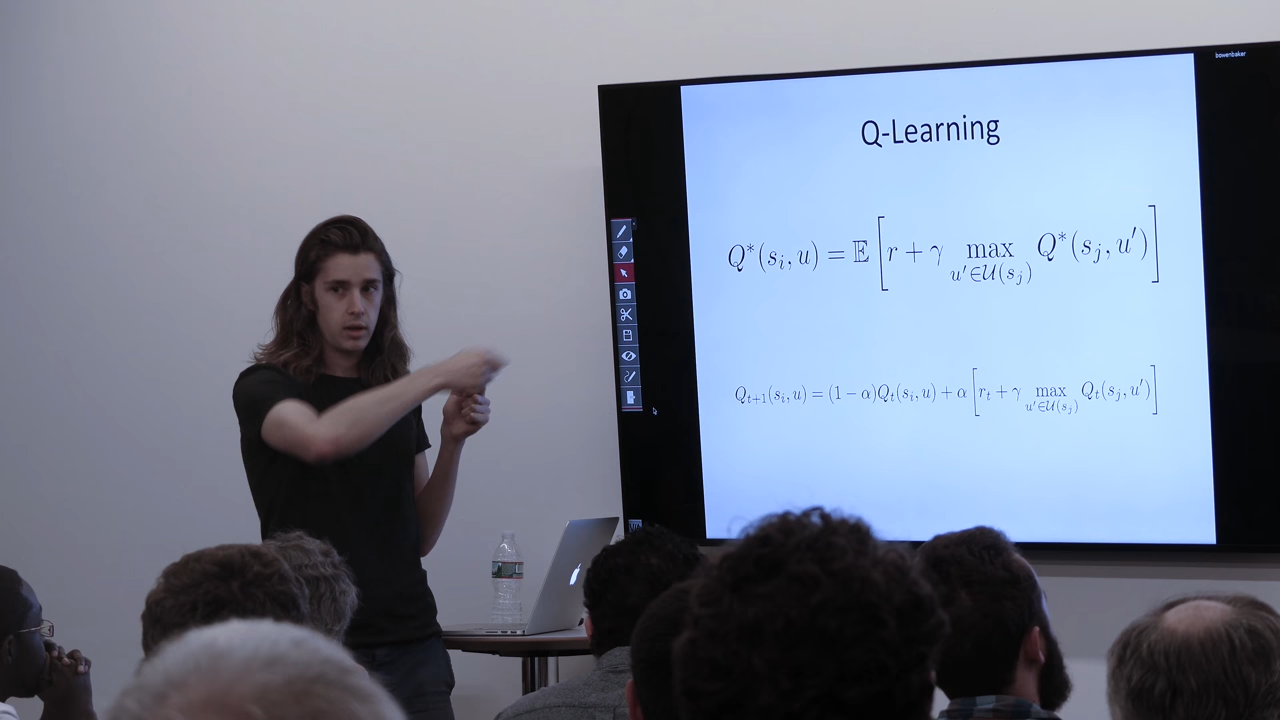 bowenbaker
Q-Learning
Q*(s_i, u) = 𝔼[r + γ max_{u′∈𝒰(s_j)} Q*(s_j, u′)]
Q_{t+1}(s_i, u) = (1 − α)Q_t(s_i, u) + α[r_t + γ max_{u′∈𝒰(s_j)} Q_t(s_j, u′)]